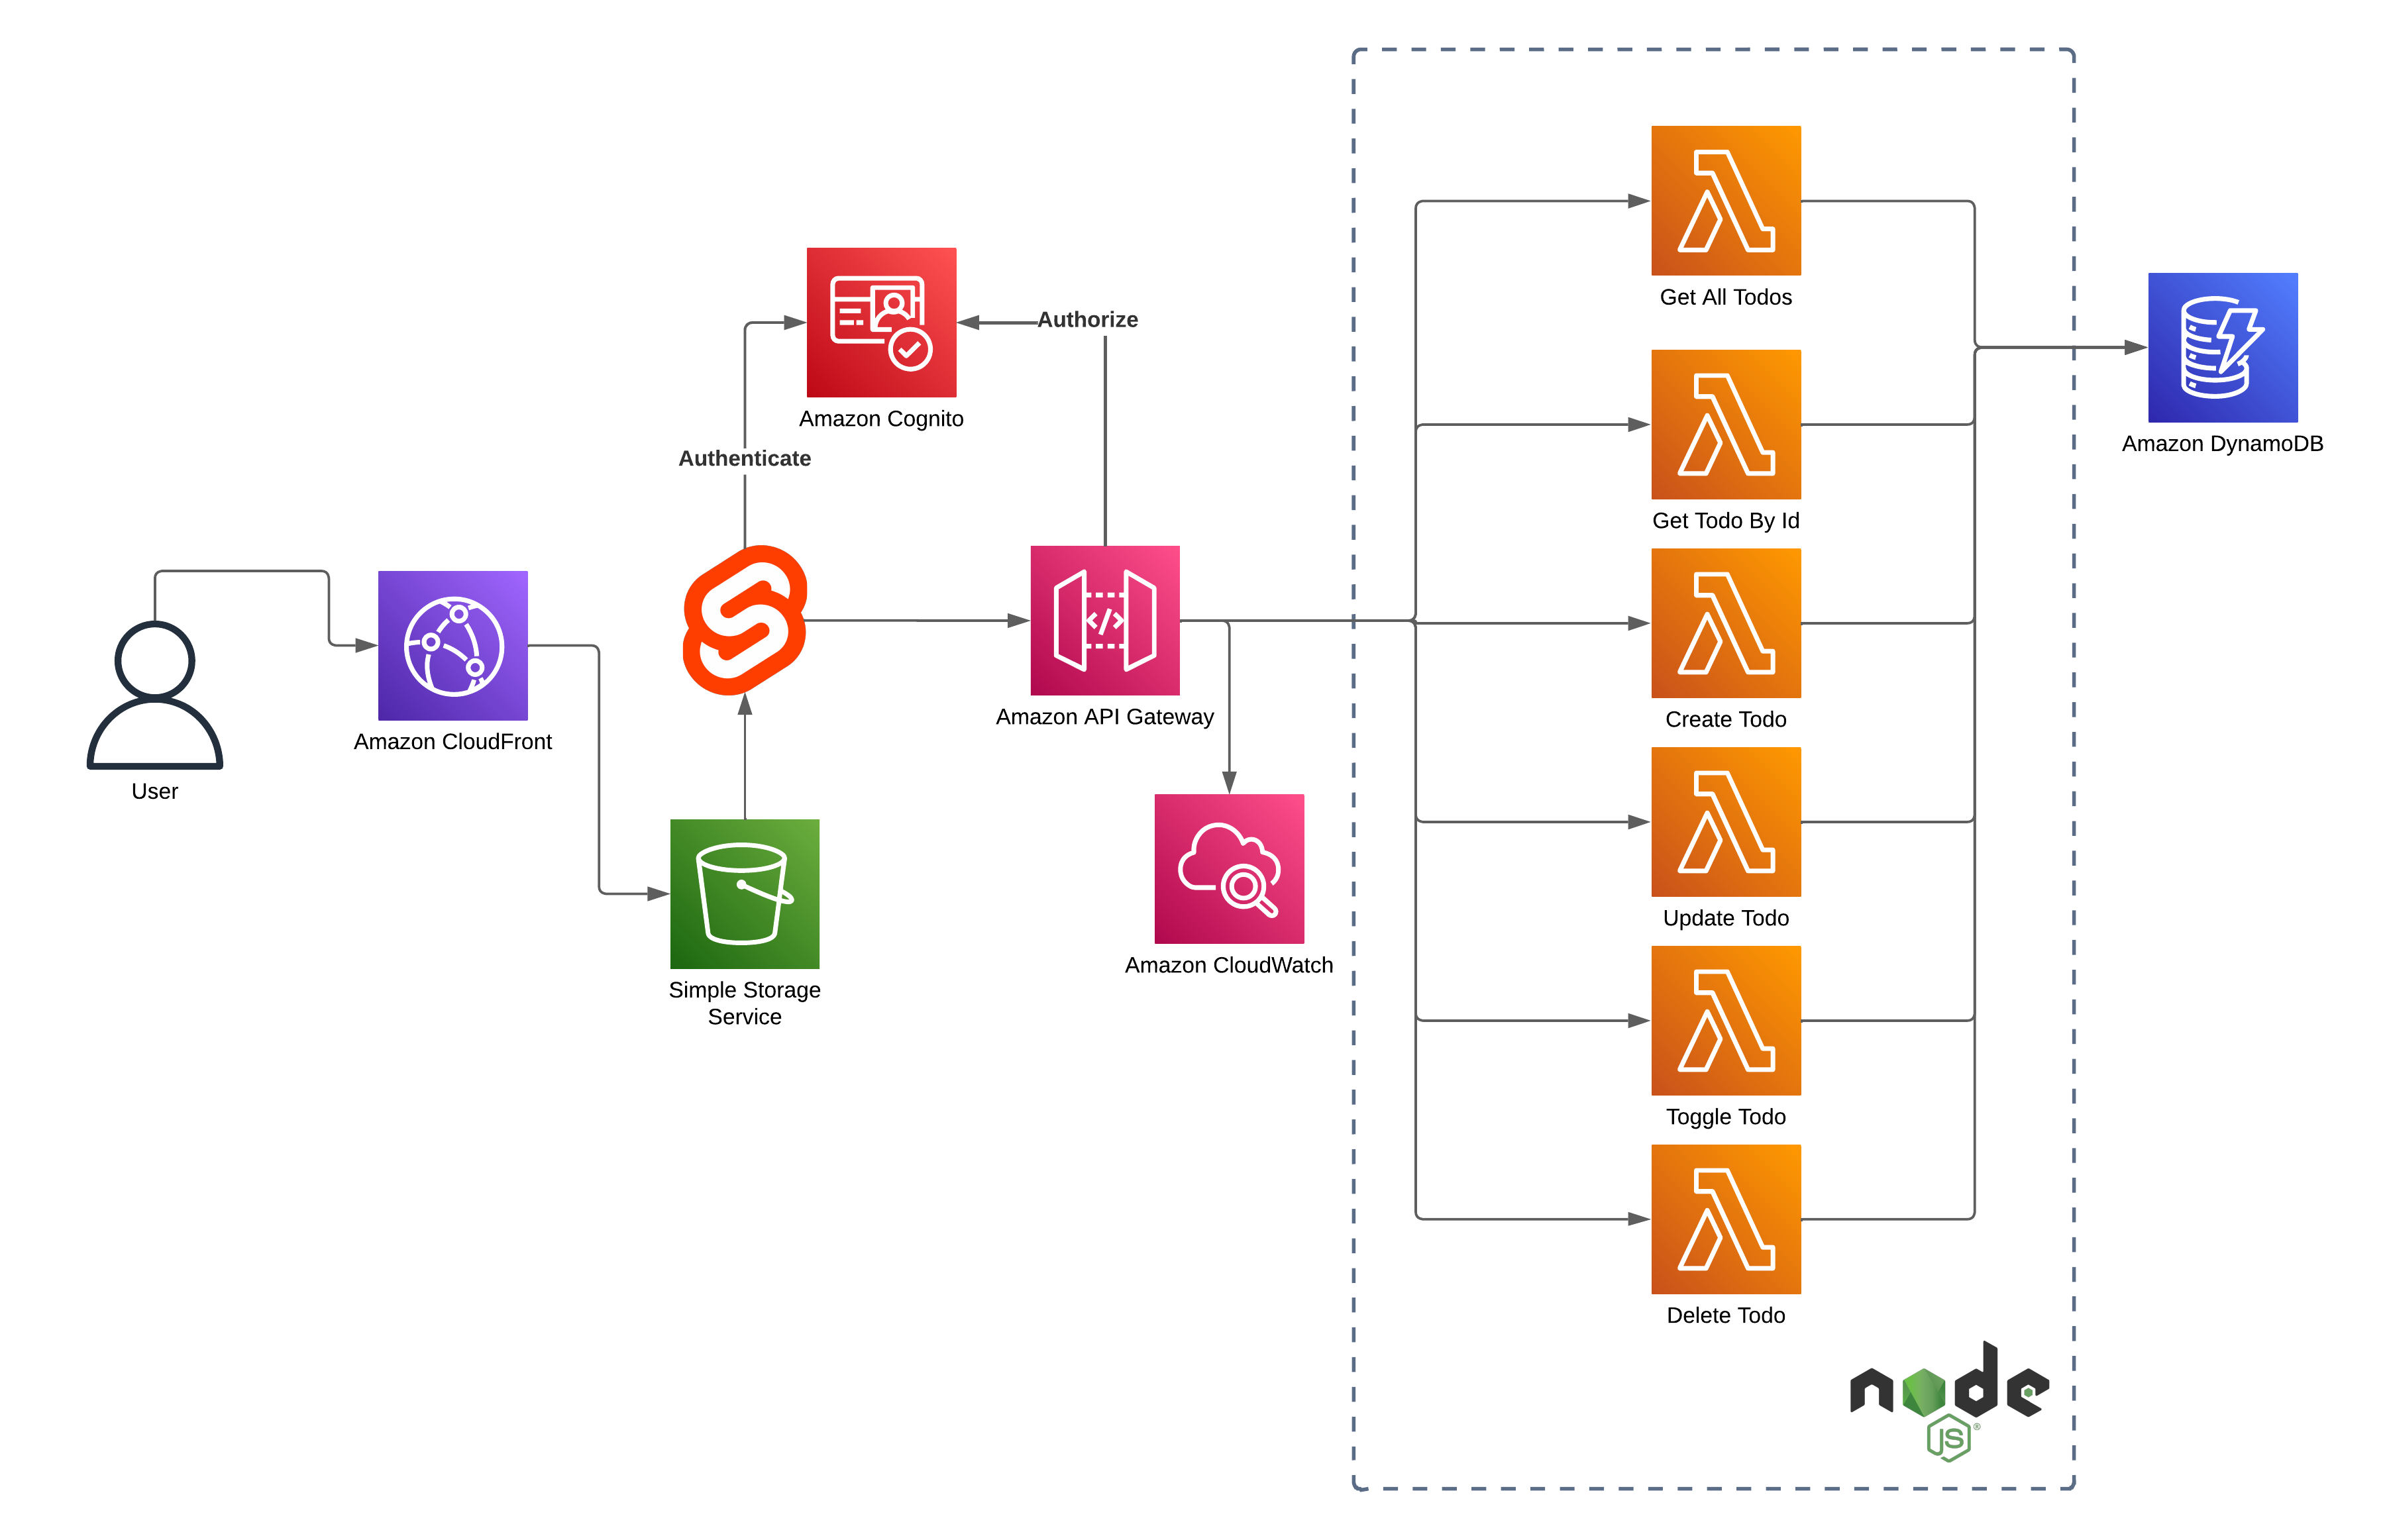 Get All Todos
Authorize
Amazon Cognito
Amazon DynamoDB
Authenticate
Get Todo By Id
Amazon API Gateway
Create Todo
Amazon CloudFront
User
Update Todo
Amazon CloudWatch
Simple Storage
Service
Toggle Todo
Delete Todo
node
JS®